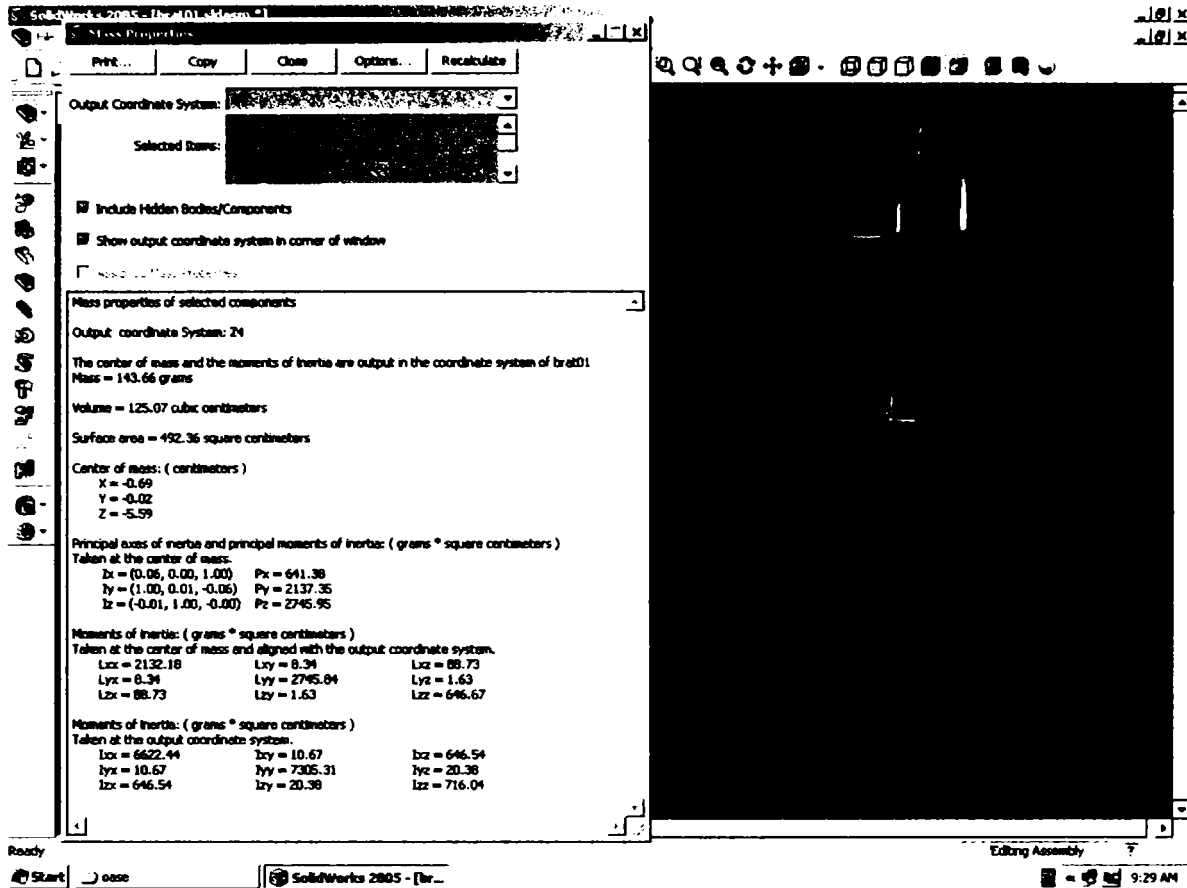 SolidWorks 2005 - [brat01.sldasm *]
Mass Properties
Print... Copy Close Options... Recalculate
Output Coordinate System:
Selected Items:
Include Hidden Bodies/Components
Show output coordinate system in corner of window
Mass Properties
Mass properties of selected components
Output coordinate System: Z4
The center of mass and the moments of inertia are output in the coordinate system of brat01
Mass = 143.66 grams
Volume = 125.07 cubic centimeters
Surface area = 492.36 square centimeters
Center of mass: ( centimeters )
X = -0.69
Y = -0.02
Z = -5.59
Principal axes of inertia and principal moments of inertia: ( grams * square centimeters )
Taken at the center of mass.
Ix = (0.06, 0.00, 1.00) Px = 641.38
Iy = (1.00, 0.01, -0.06) Py = 2137.35
Iz = (-0.01, 1.00, -0.00) Pz = 2745.95
Moments of inertia: ( grams * square centimeters )
Taken at the center of mass and aligned with the output coordinate system.
Lxx = 2132.18 Lxy = 8.34 Lxz = 88.73
Lyx = 8.34 Lyy = 2745.84 Lyz = 1.63
Lzx = 88.73 Lzy = 1.63 Lzz = 646.67
Moments of inertia: ( grams * square centimeters )
Taken at the output coordinate system.
Ixx = 6622.44 Ixy = 10.67 Ixz = 646.54
Iyx = 10.67 Iyy = 7305.31 Iyz = 20.38
Izx = 646.54 Izy = 20.38 Izz = 716.04
Ready Editing Assembly ?
Start oase SolidWorks 2005 - [br... 9:29 AM